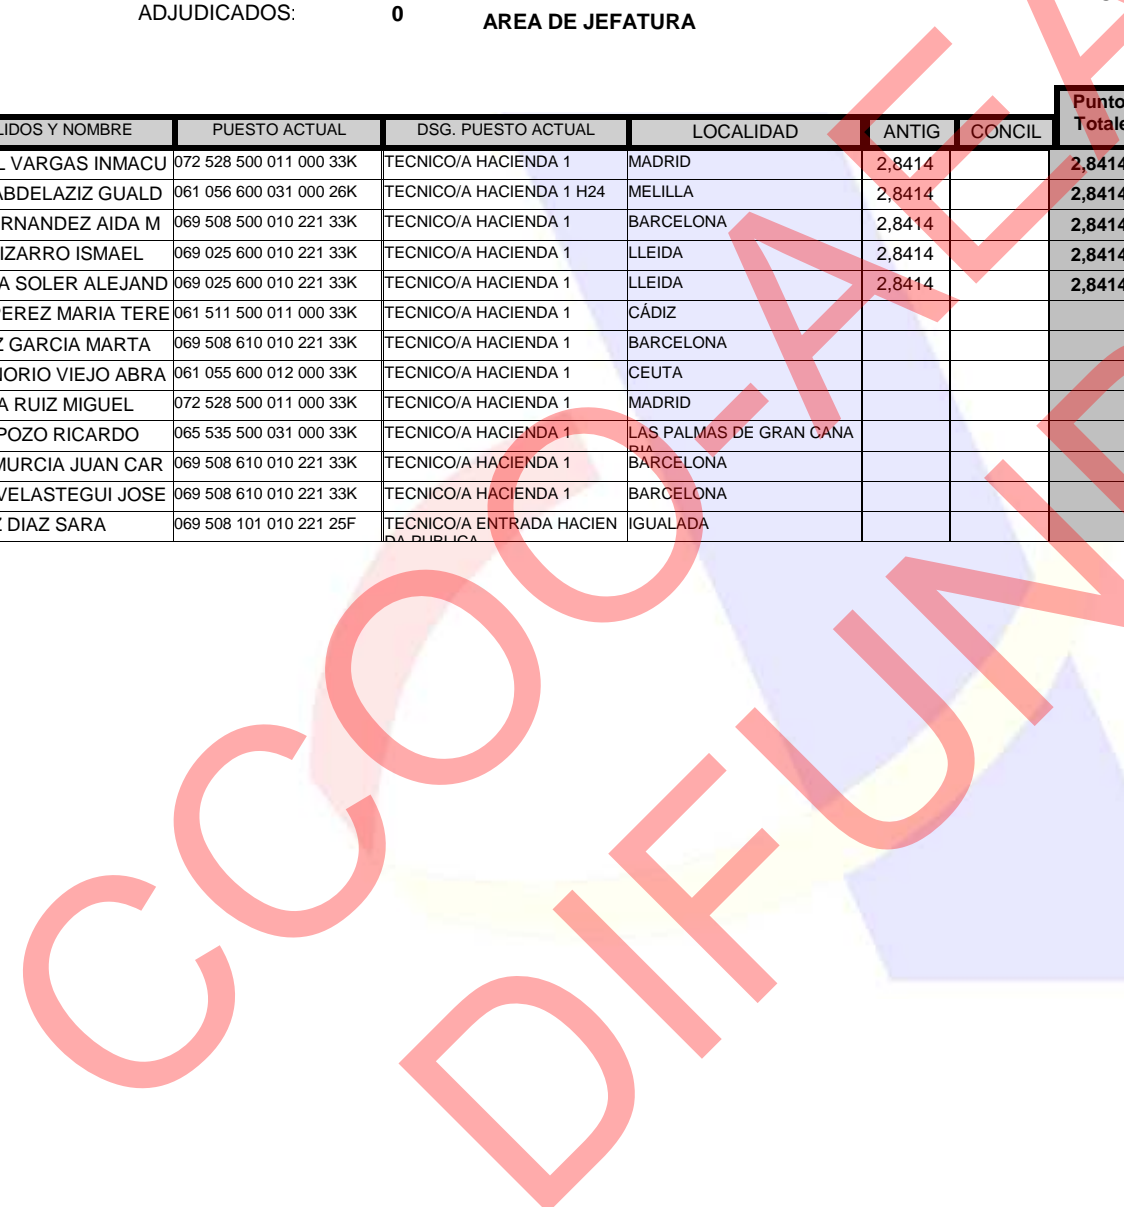 ADJUDICADOS: 0 AREA DE JEFATURA
Punto
LIDOS Y NOMBRE PUESTO ACTUAL DSG. PUESTO ACTUAL LOCALIDAD ANTIG CONCIL Totale
L VARGAS INMACU 072 528 500 011 000 33K TECNICO/A HACIENDA 1 MADRID 2,8414 2,8414
ABDELAZIZ GUALD 061 056 600 031 000 26K TECNICO/A HACIENDA 1 H24 MELILLA 2,8414 2,8414
RNANDEZ AIDA M 069 508 500 010 221 33K TECNICO/A HACIENDA 1 BARCELONA 2,8414 2,8414
IZARRO ISMAEL 069 025 600 010 221 33K TECNICO/A HACIENDA 1 LLEIDA 2,8414 2,8414
A SOLER ALEJAND 069 025 600 010 221 33K TECNICO/A HACIENDA 1 LLEIDA 2,8414 2,8414
PEREZ MARIA TERE 061 511 500 011 000 33K TECNICO/A HACIENDA 1 CÁDIZ
Z GARCIA MARTA 069 508 610 010 221 33K TECNICO/A HACIENDA 1 BARCELONA
IORIO VIEJO ABRA 061 055 600 012 000 33K TECNICO/A HACIENDA 1 CEUTA
A RUIZ MIGUEL 072 528 500 011 000 33K TECNICO/A HACIENDA 1 MADRID
POZO RICARDO 065 535 500 031 000 33K TECNICO/A HACIENDA 1 LAS PALMAS DE GRAN CANA
RIA
MURCIA JUAN CAR 069 508 610 010 221 33K TECNICO/A HACIENDA 1 BARCELONA
VELASTEGUI JOSE 069 508 610 010 221 33K TECNICO/A HACIENDA 1 BARCELONA
Z DIAZ SARA 069 508 101 010 221 25F TECNICO/A ENTRADA HACIEN IGUALADA
DA PUBLICA
CCOO-AEA
DIFUND